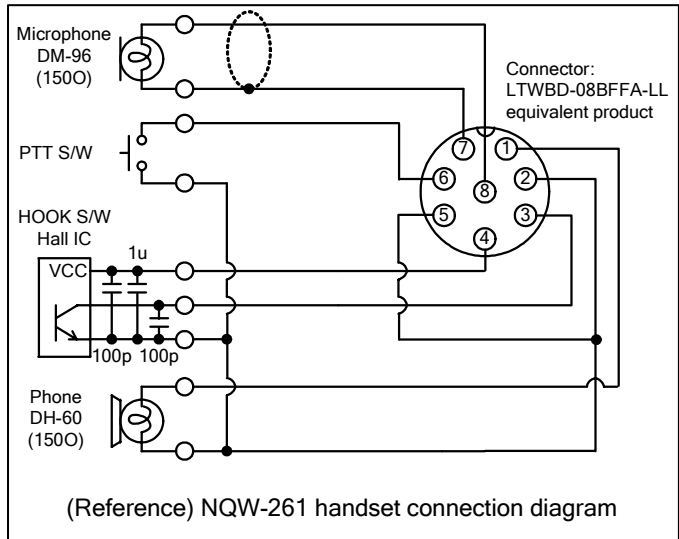 Microphone
DM-96
(150O)
Connector:
LTWBD-08BFFA-LL
equivalent product
PTT S/W
7
1
6
2
8
5
3
4
HOOK S/W
Hall IC
VCC
1u
100p
100p
Phone
DH-60
(150O)
(Reference) NQW-261 handset connection diagram